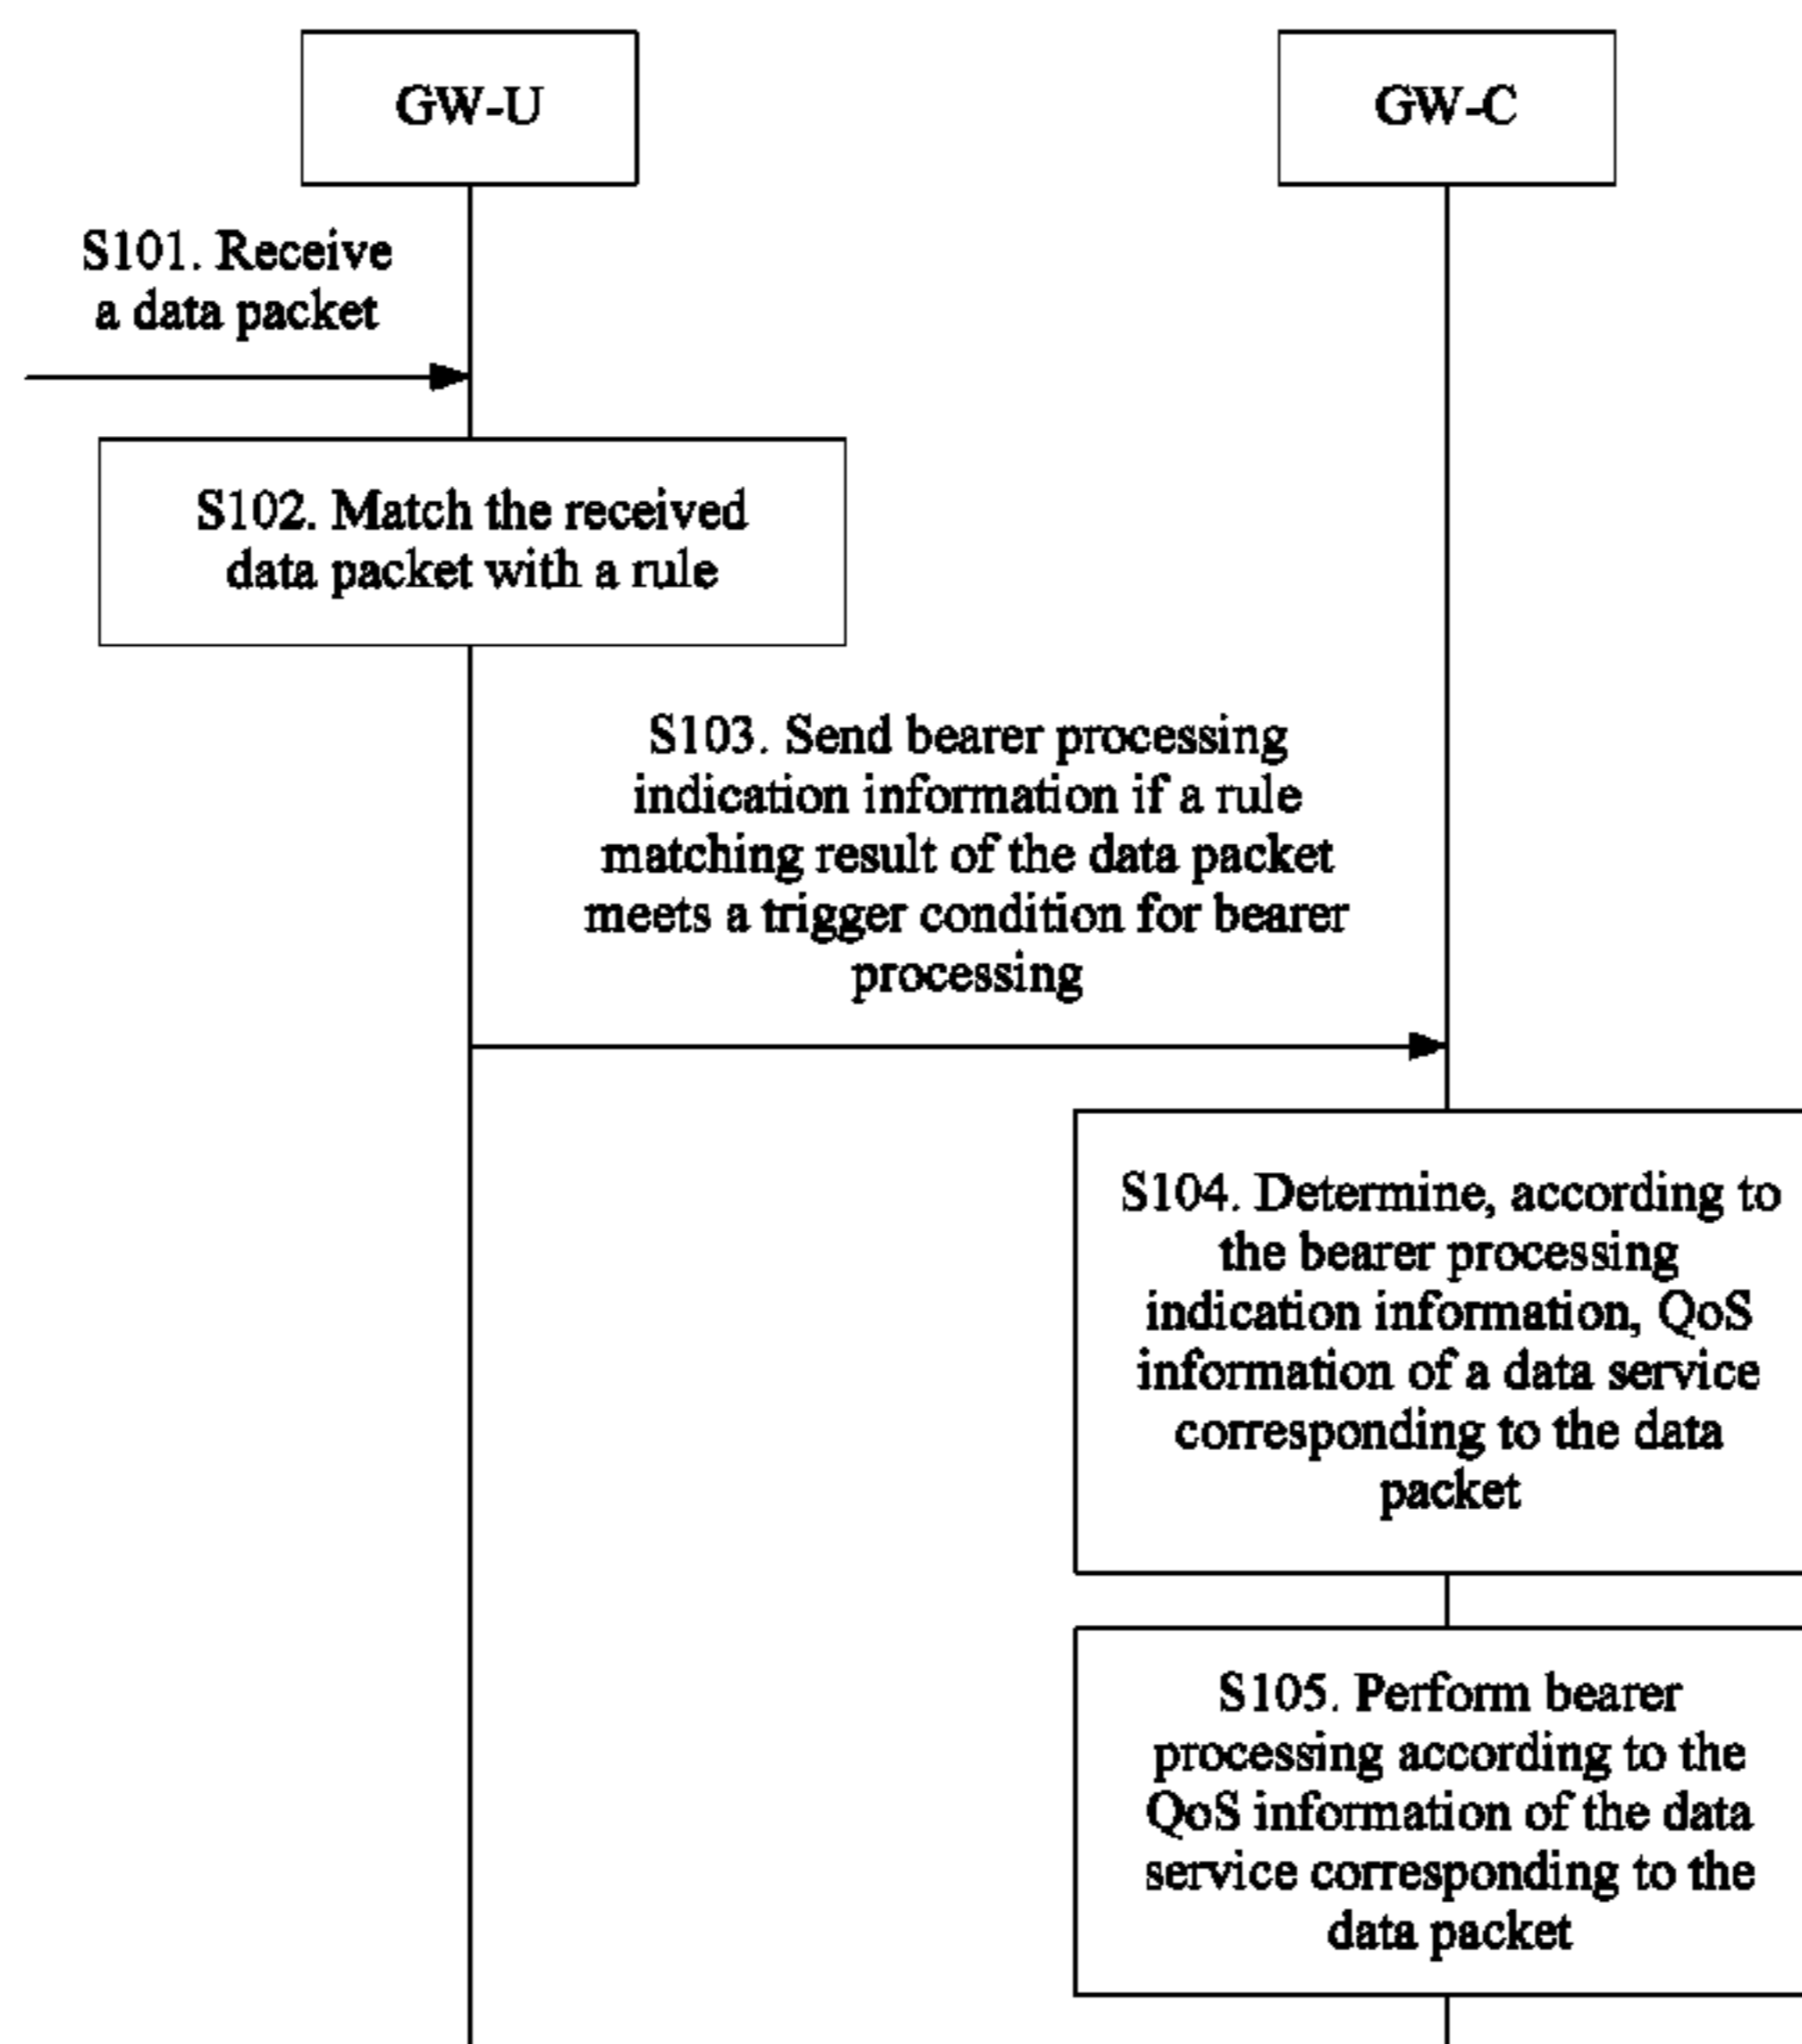 GW-U
GW-C
S101. Receive
a data packet
S102. Match the received
data packet with a rule
S103. Send bearer processing
indication information if a rule
matching result of the data packet
meets a trigger condition for bearer
processing
S104. Determine, according to
the bearer processing
indication information, QoS
information of a data service
corresponding to the data
packet
S105. Perform bearer
processing according to the
QoS information of the data
service corresponding to the
data packet